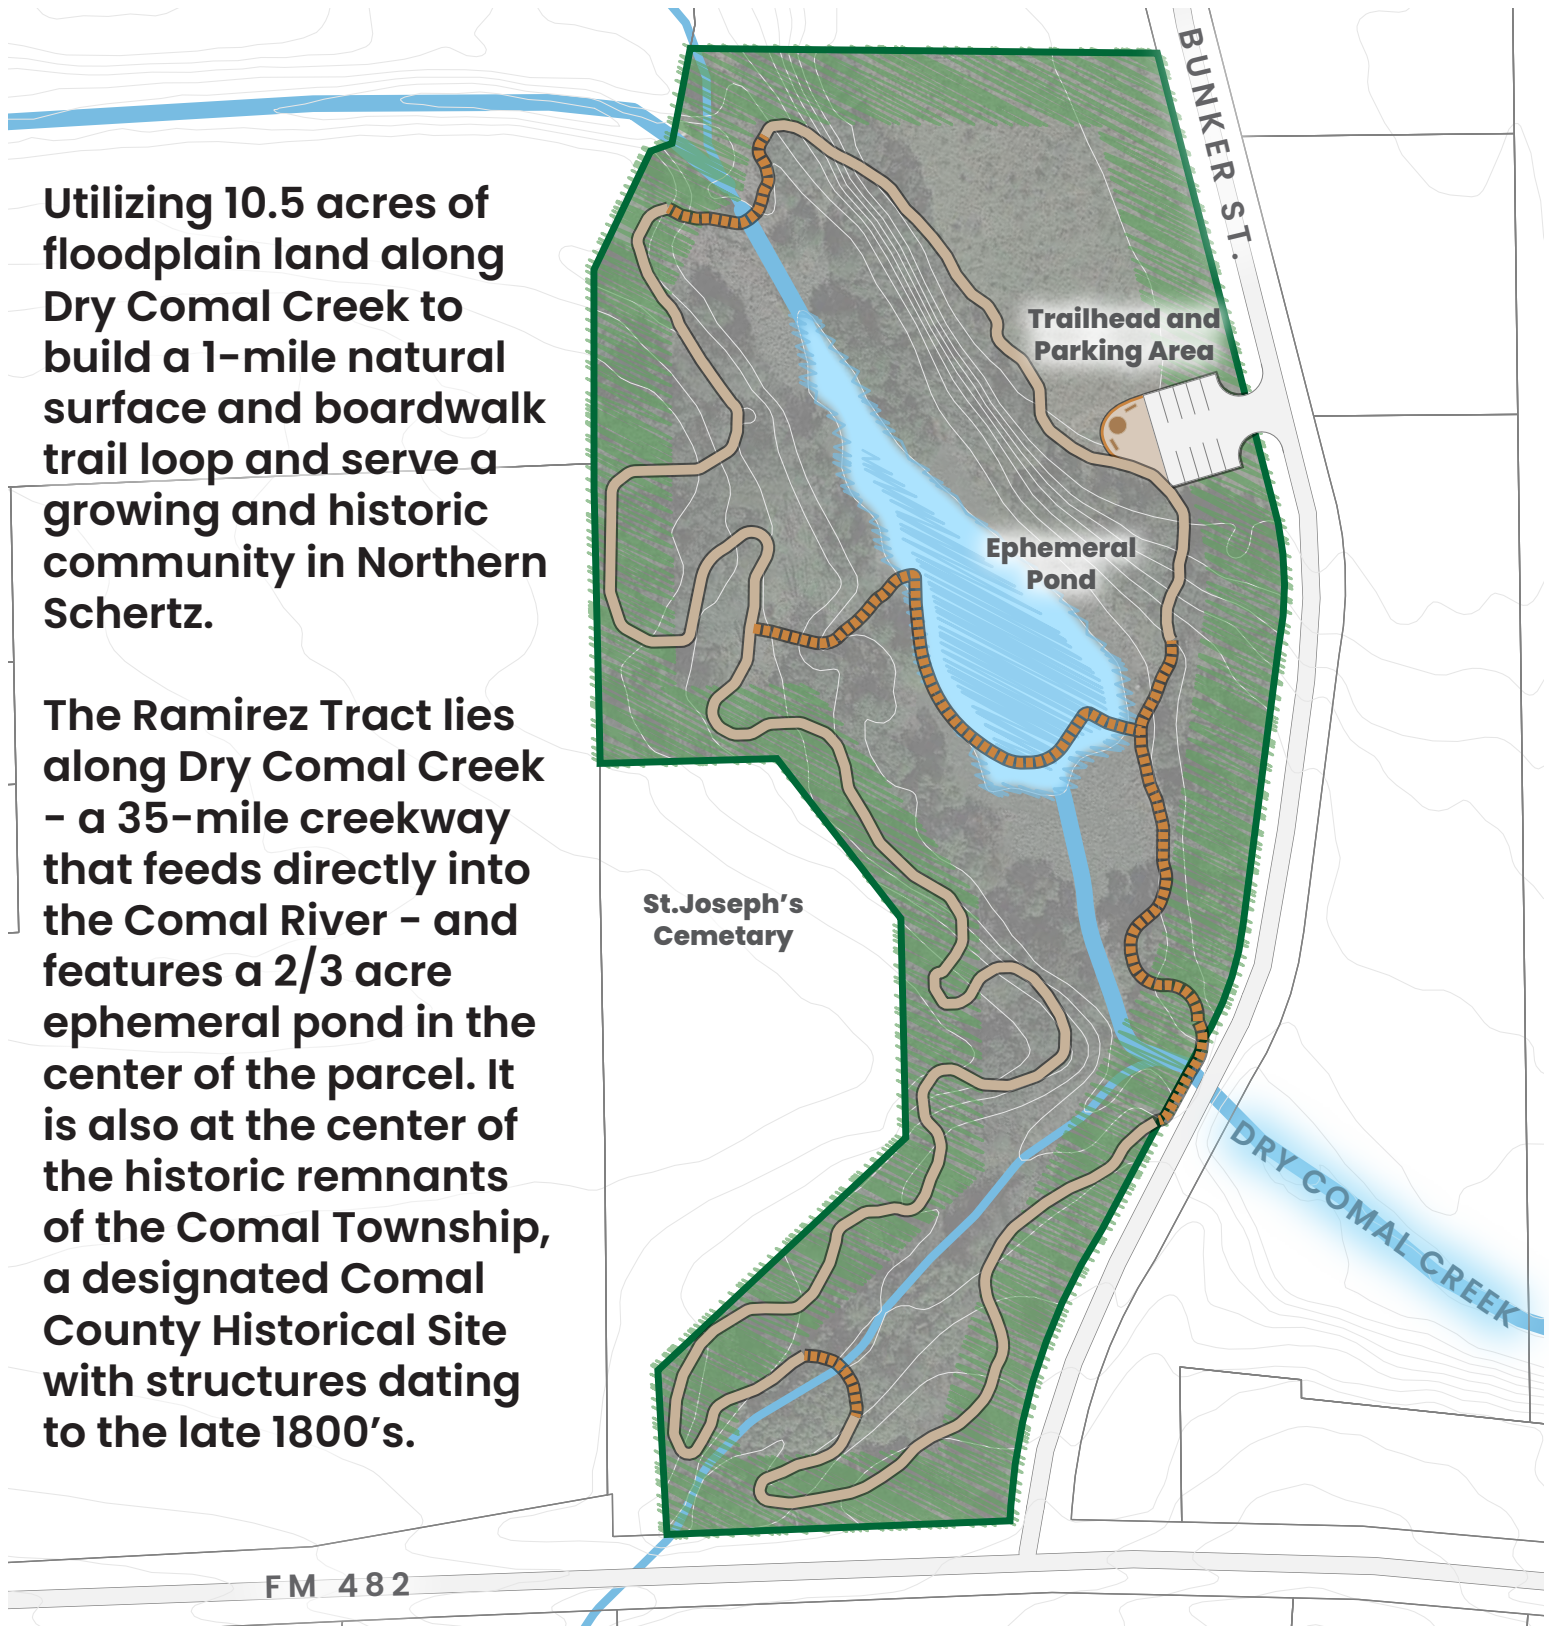 BUNKER ST.
Utilizing 10.5 acres of
floodplain land along
Dry Comal Creek to
build a 1-mile natural
surface and boardwalk
trail loop and serve a
growing and historic
community in Northern
Schertz.
The Ramirez Tract lies
along Dry Comal Creek
- a 35-mile creekway
that feeds directly into
the Comal River - and
features a 2/3 acre
ephemeral pond in the
center of the parcel. It
is also at the center of
the historic remnants
of the Comal Township,
a designated Comal
County Historical Site
with structures dating
to the late 1800's.
Trailhead and
Parking Area
Ephemeral
Pond
St.Joseph's
Cemetary
DRY COMAL CREEK
FM 482